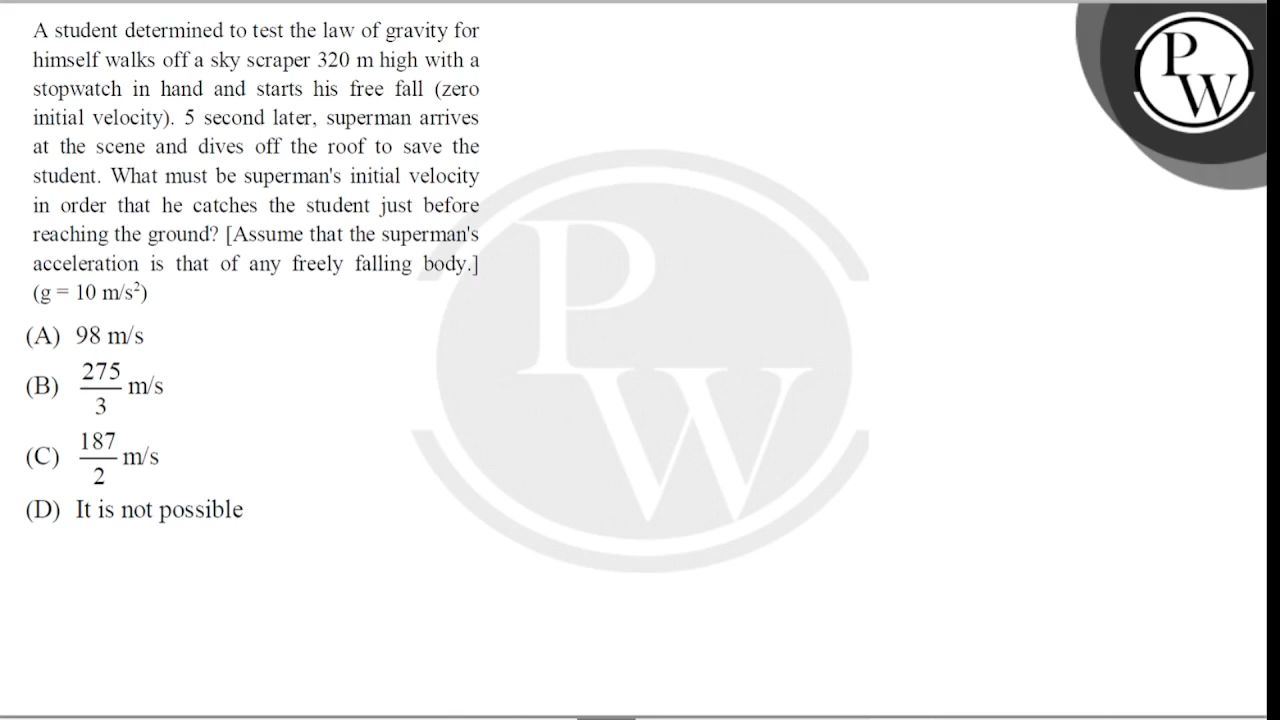 A student determined to test the law of gravity for
himself walks off a sky scraper 320 m high with a
stopwatch in hand and starts his free fall (zero
initial velocity). 5 second later, superman arrives
at the scene and dives off the roof to save the
student. What must be superman's initial velocity
in order that he catches the student just before
reaching the ground? [Assume that the superman's
acceleration is that of any freely falling body.]
(g = 10 m/s²)
(A) 98 m/s
(B) 275/3 m/s
(C) 187/2 m/s
(D) It is not possible
P
W
P
W